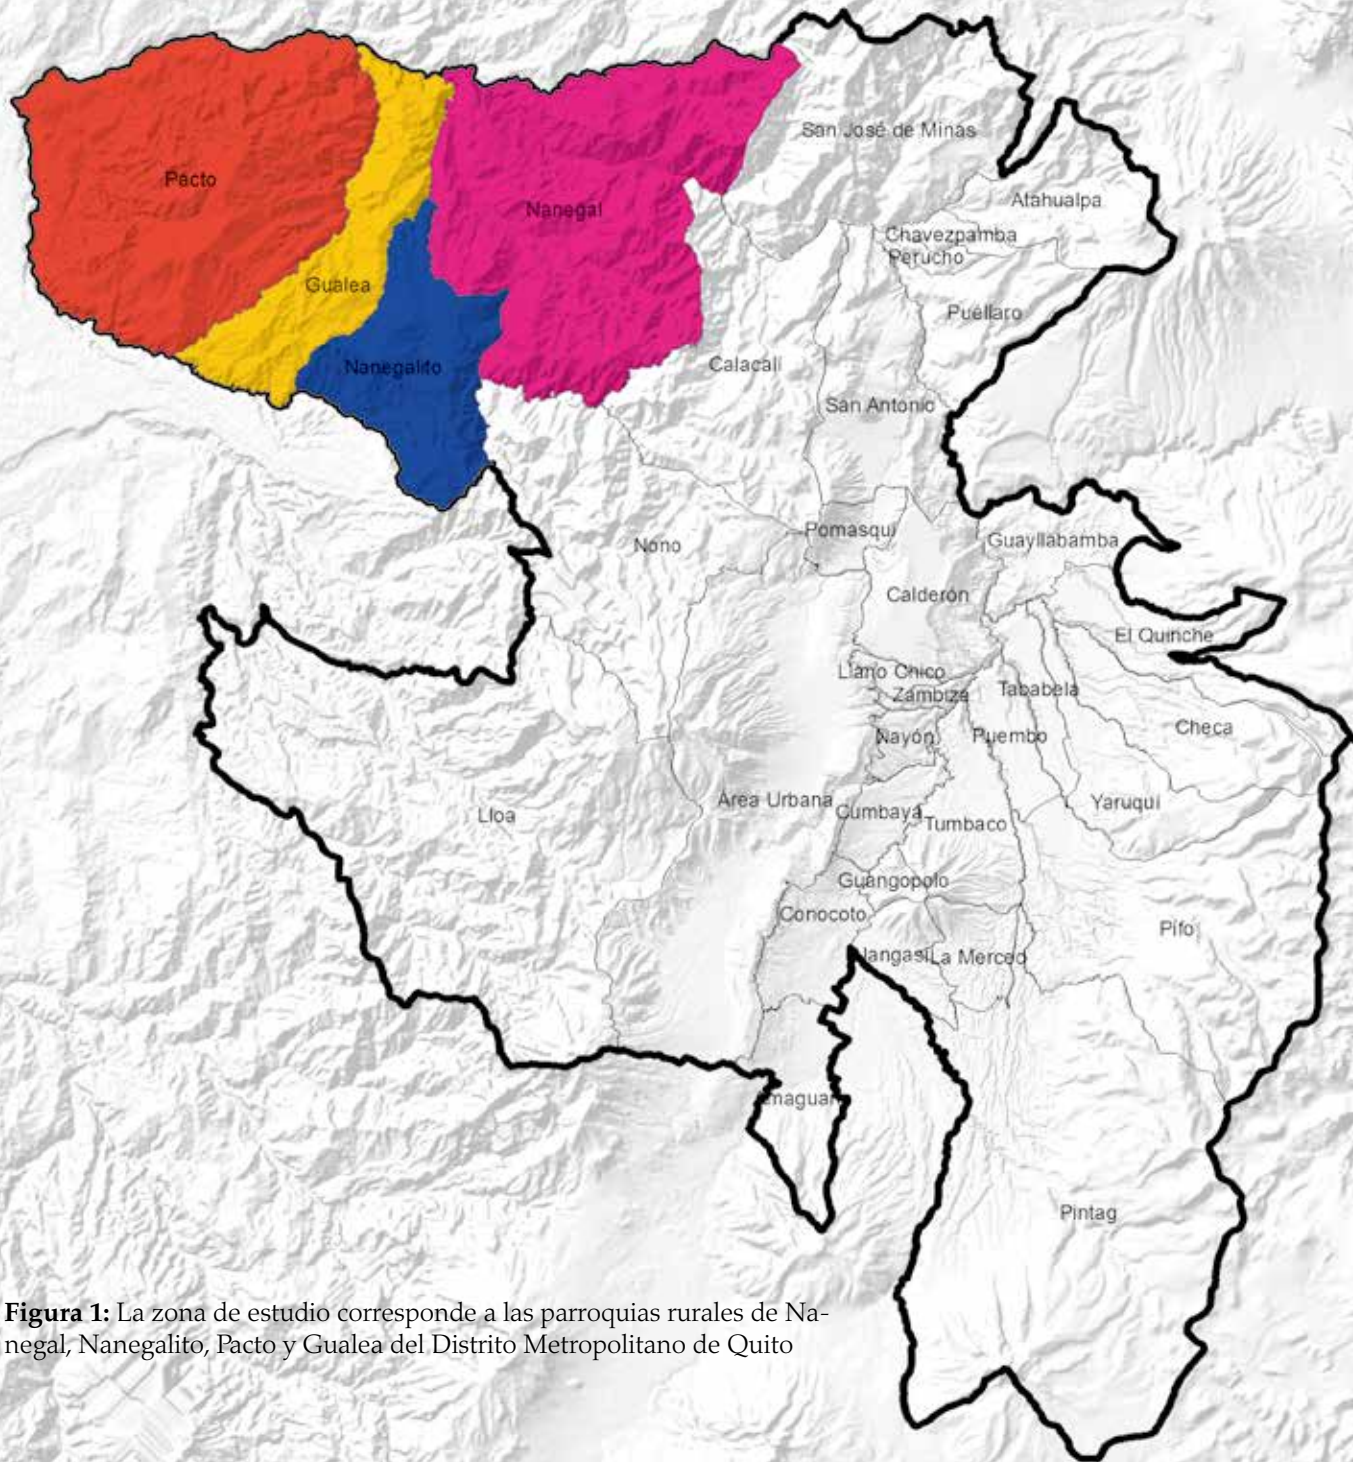 San José de Minas
Pacto
Atahualpa
Nanegal
Chavezpamba
Perucho
Gualea
Puéllaro
Nanegalito
Calacalí
San Antonio
Pomasqui
Nono
Guayllabamba
Calderón
El Quinche
Llano Chico
Zámbiza
Tababela
Checa
Nayón
Puembo
Área Urbana
Yaruquí
Lloa
Cumbayá
Tumbaco
Guangopolo
Conocoto
Pifo
La Merced
Pintag
Figura 1: La zona de estudio corresponde a las parroquias rurales de Na-
negal, Nanegalito, Pacto y Gualea del Distrito Metropolitano de Quito